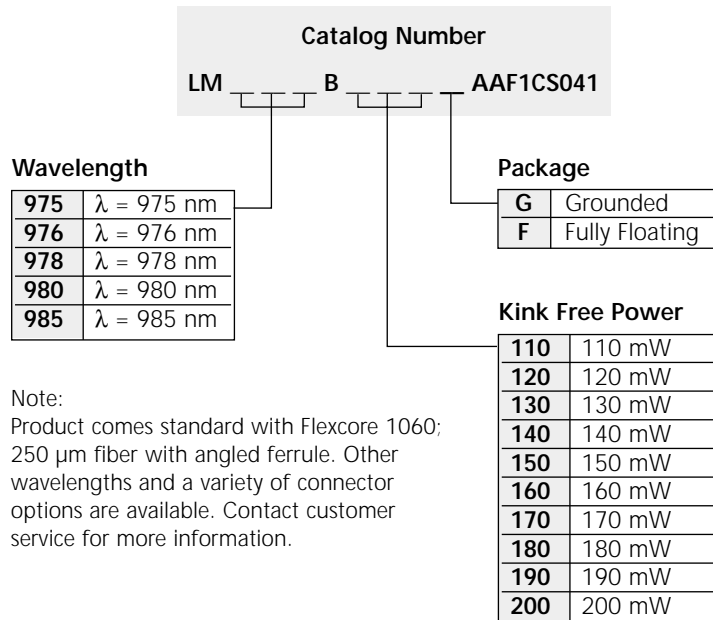 Catalog Number
LM _ _ _ B _ _ _ _ AAF1CS041
Wavelength
975 λ = 975 nm
976 λ = 976 nm
978 λ = 978 nm
980 λ = 980 nm
985 λ = 985 nm
Package
G Grounded
F Fully Floating
Kink Free Power
110 110 mW
120 120 mW
130 130 mW
140 140 mW
150 150 mW
160 160 mW
170 170 mW
180 180 mW
190 190 mW
200 200 mW
Note:
Product comes standard with Flexcore 1060;
250 µm fiber with angled ferrule. Other
wavelengths and a variety of connector
options are available. Contact customer
service for more information.